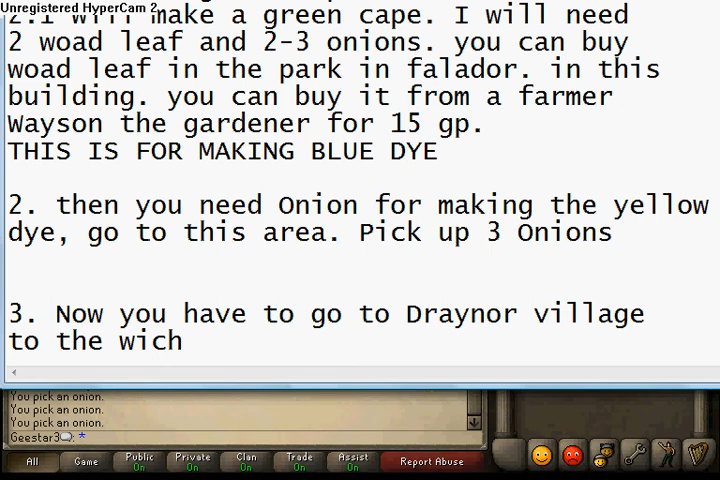 Unregistered HyperCam 2
2.I will make a green cape. I will need
2 woad leaf and 2-3 onions. you can buy
woad leaf in the park in falador. in this
building. you can buy it from a farmer
Wayson the gardener for 15 gp.
THIS IS FOR MAKING BLUE DYE
2. then you need Onion for making the yellow
dye, go to this area. Pick up 3 Onions
3. Now you have to go to Draynor village
to the wich
You pick an onion.
You pick an onion.
You pick an onion.
Geestar3: *
All Game Public On Private On Clan On Trade On Assist On Report Abuse